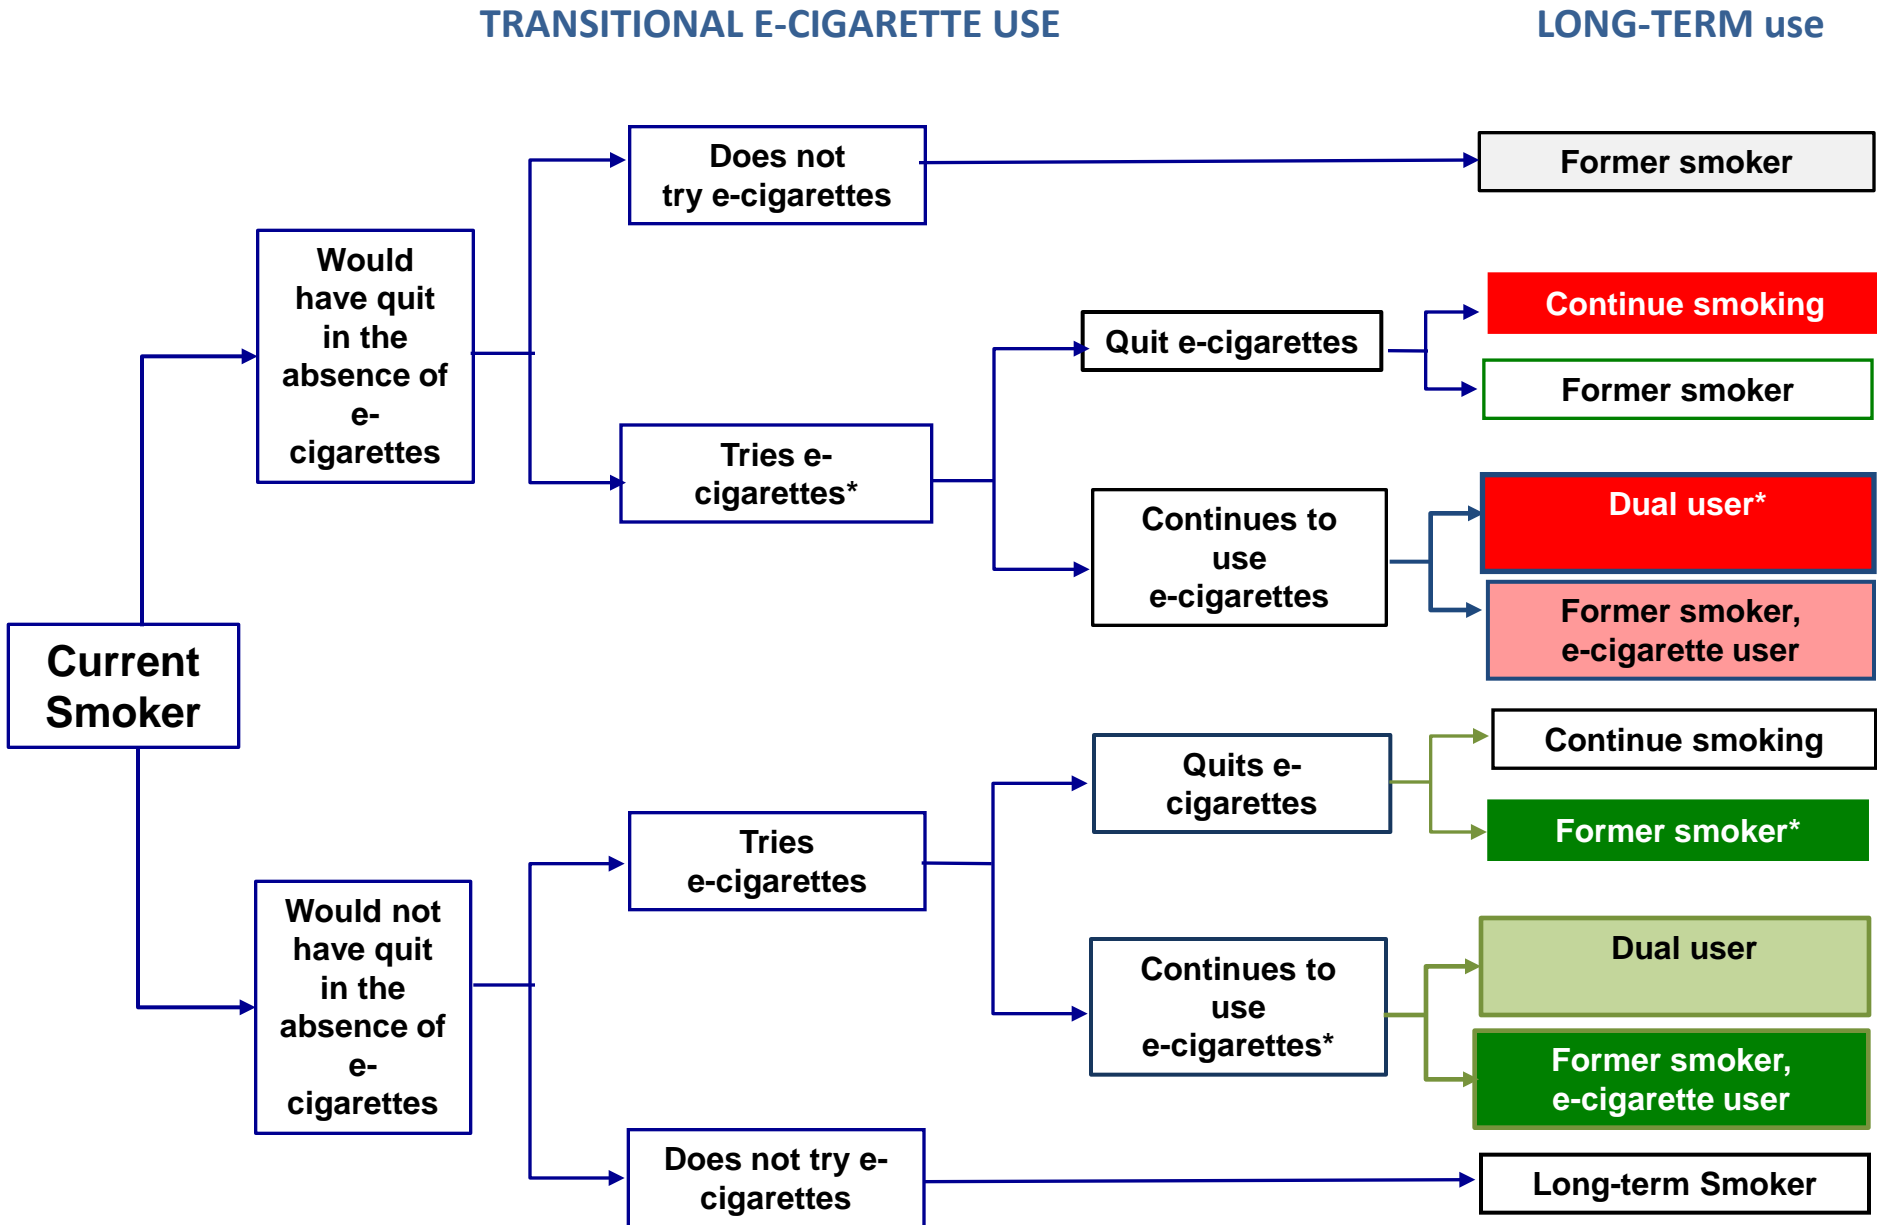 TRANSITIONAL E-CIGARETTE USE
LONG-TERM use
Does not
try e-cigarettes
Former smoker
Would
have quit
in the
absence of
e-
cigarettes
Quit e-cigarettes
Continue smoking
Former smoker
Tries e-
cigarettes*
Continues to
use
e-cigarettes
Dual user*
Former smoker,
e-cigarette user
Current
Smoker
Quits e-
cigarettes
Continue smoking
Former smoker*
Tries
e-cigarettes
Would not
have quit
in the
absence of
e-
cigarettes
Continues to
use
e-cigarettes*
Dual user
Former smoker,
e-cigarette user
Does not try e-
cigarettes
Long-term Smoker